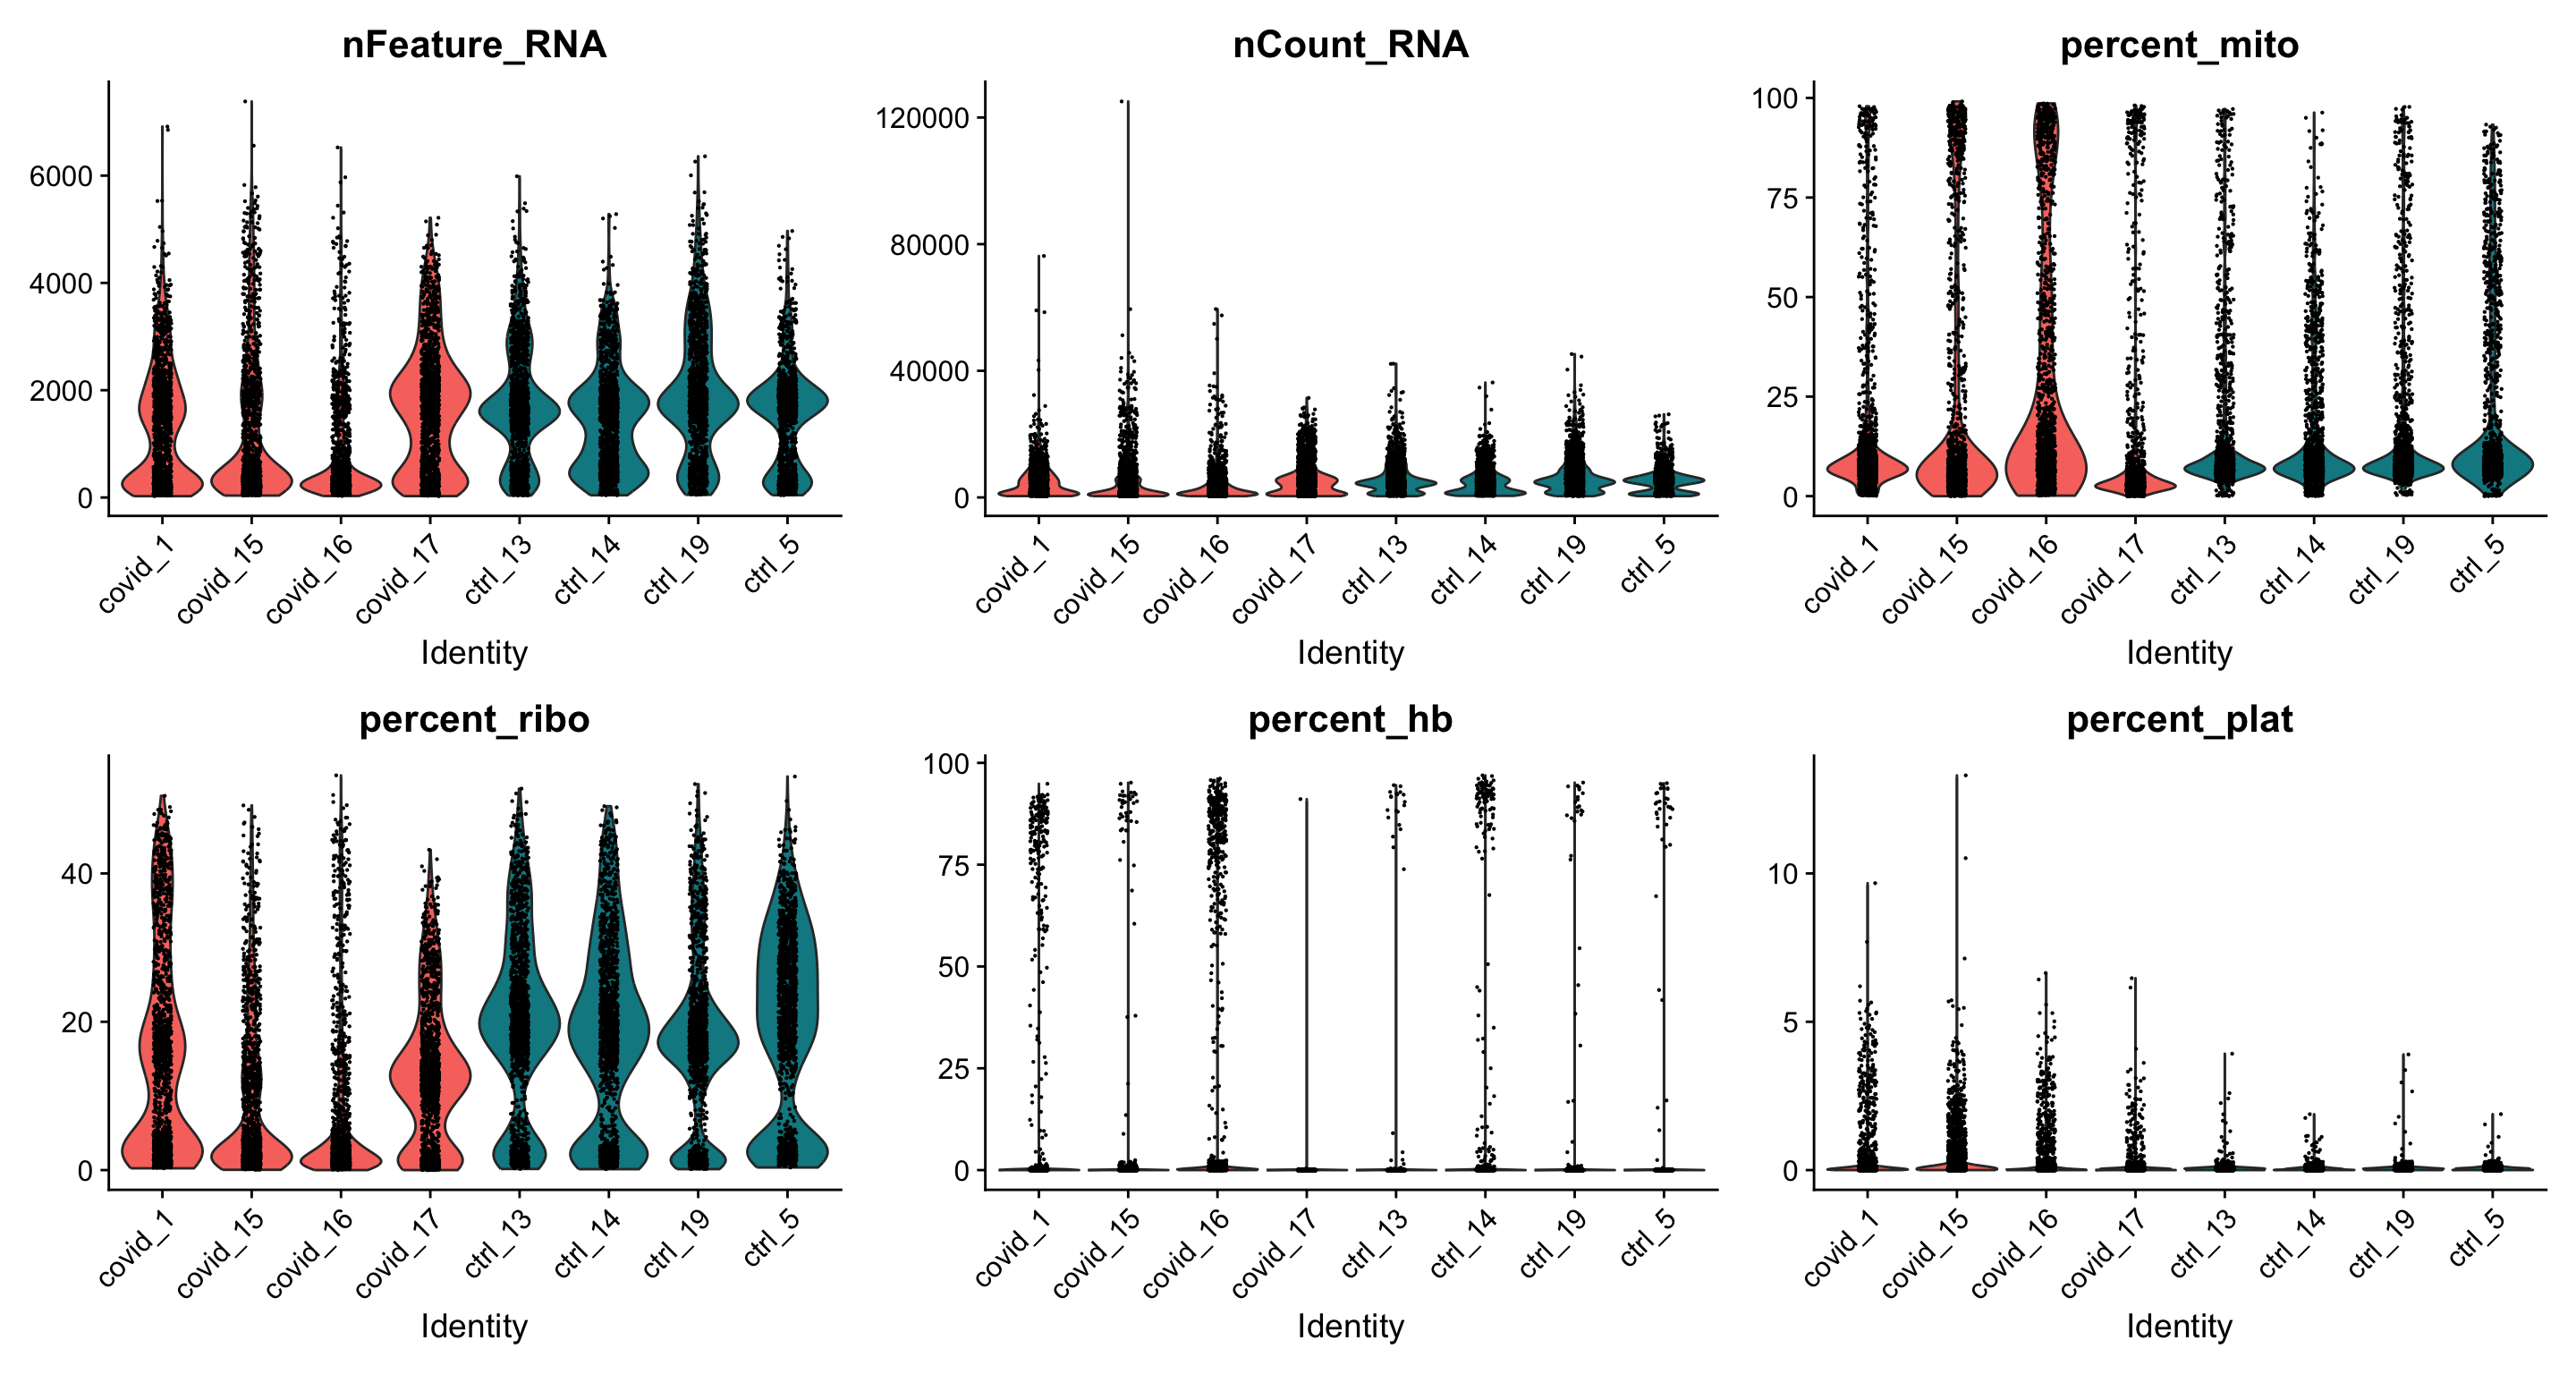 nFeature_RNA
6000
4000
2000
0
covid_1
covid_15
covid_16
covid_17
ctrl_13
ctrl_14
ctrl_19
ctrl_5
Identity
nCount_RNA
120000
80000
40000
0
covid_1
covid_15
covid_16
covid_17
ctrl_13
ctrl_14
ctrl_19
ctrl_5
Identity
percent_mito
100
75
50
25
0
covid_1
covid_15
covid_16
covid_17
ctrl_13
ctrl_14
ctrl_19
ctrl_5
Identity
percent_ribo
40
20
0
covid_1
covid_15
covid_16
covid_17
ctrl_13
ctrl_14
ctrl_19
ctrl_5
Identity
percent_hb
100
75
50
25
0
covid_1
covid_15
covid_16
covid_17
ctrl_13
ctrl_14
ctrl_19
ctrl_5
Identity
percent_plat
10
5
0
covid_1
covid_15
covid_16
covid_17
ctrl_13
ctrl_14
ctrl_19
ctrl_5
Identity